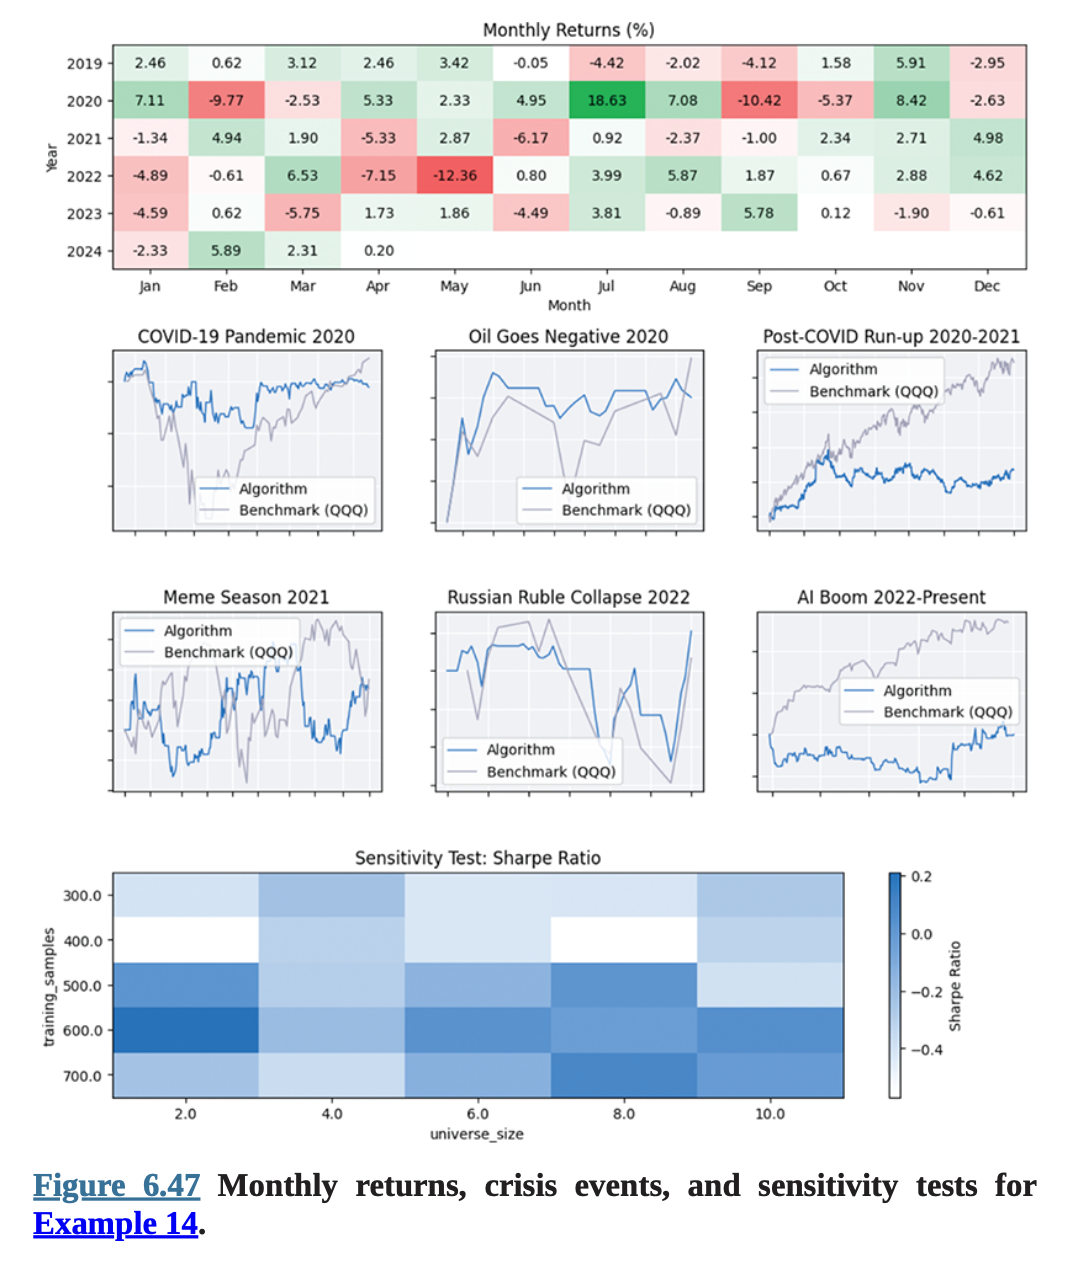 Monthly Returns (%)
2019 2.46 0.62 3.12 2.46 3.42 -0.05 -4.42 -2.02 -4.12 1.58 5.91 -2.95
2020 7.11 -9.77 -2.53 5.33 2.33 4.95 18.63 7.08 -10.42 -5.37 8.42 -2.63
2021 -1.34 4.94 1.90 -5.33 2.87 -6.17 0.92 -2.37 -1.00 2.34 2.71 4.98
Year
2022 -4.89 -0.61 6.53 -7.15 -12.36 0.80 3.99 5.87 1.87 0.67 2.88 4.62
2023 -4.59 0.62 -5.75 1.73 1.86 -4.49 3.81 -0.89 5.78 0.12 -1.90 -0.61
2024 -2.33 5.89 2.31 0.20
Jan Feb Mar Apr May Jun Jul Aug Sep Oct Nov Dec
Month
COVID-19 Pandemic 2020
Algorithm
Benchmark (QQQ)
Oil Goes Negative 2020
Algorithm
Benchmark (QQQ)
Post-COVID Run-up 2020-2021
Algorithm
Benchmark (QQQ)
Meme Season 2021
Algorithm
Benchmark (QQQ)
Russian Ruble Collapse 2022
Algorithm
Benchmark (QQQ)
AI Boom 2022-Present
Algorithm
Benchmark (QQQ)
Sensitivity Test: Sharpe Ratio
training_samples
300.0
400.0
500.0
600.0
700.0
2.0 4.0 6.0 8.0 10.0
universe_size
0.2
0.0
−0.2
−0.4
Sharpe Ratio
Figure 6.47 Monthly returns, crisis events, and sensitivity tests for
Example 14.